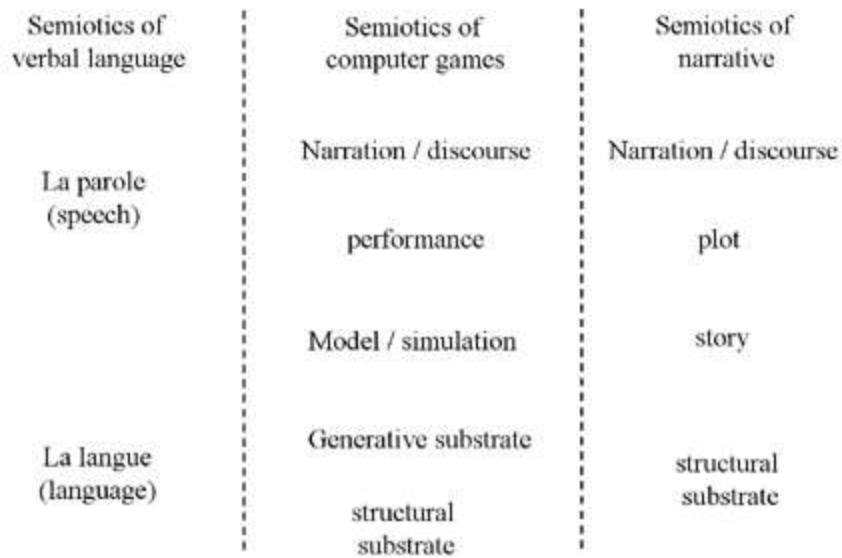 Semiotics of
verbal language
Semiotics of
computer games
Semiotics of
narrative
La parole
(speech)
Narration / discourse
Narration / discourse
performance
plot
Model / simulation
story
La langue
(language)
Generative substrate
structural
substrate
structural
substrate